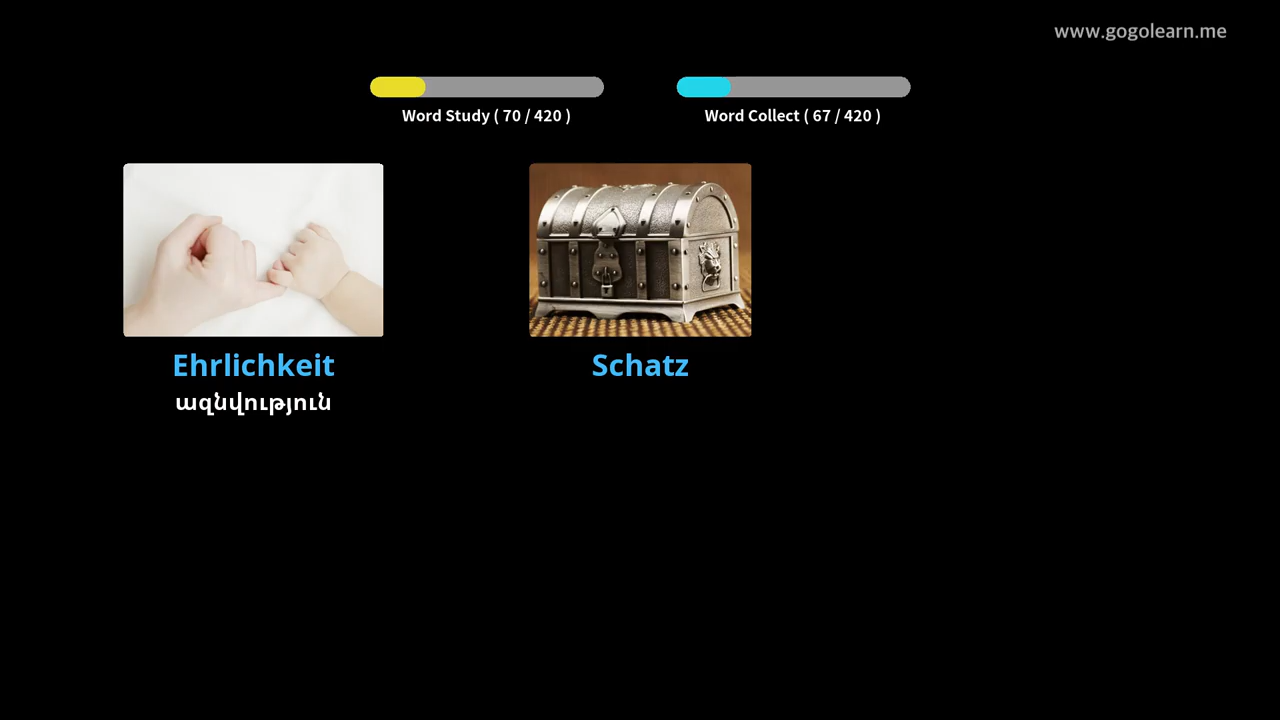 www.gogolearn.me
Word Study ( 70 / 420 )
Word Collect ( 67 / 420 )
Ehrlichkeit
ազնվություն
Schatz